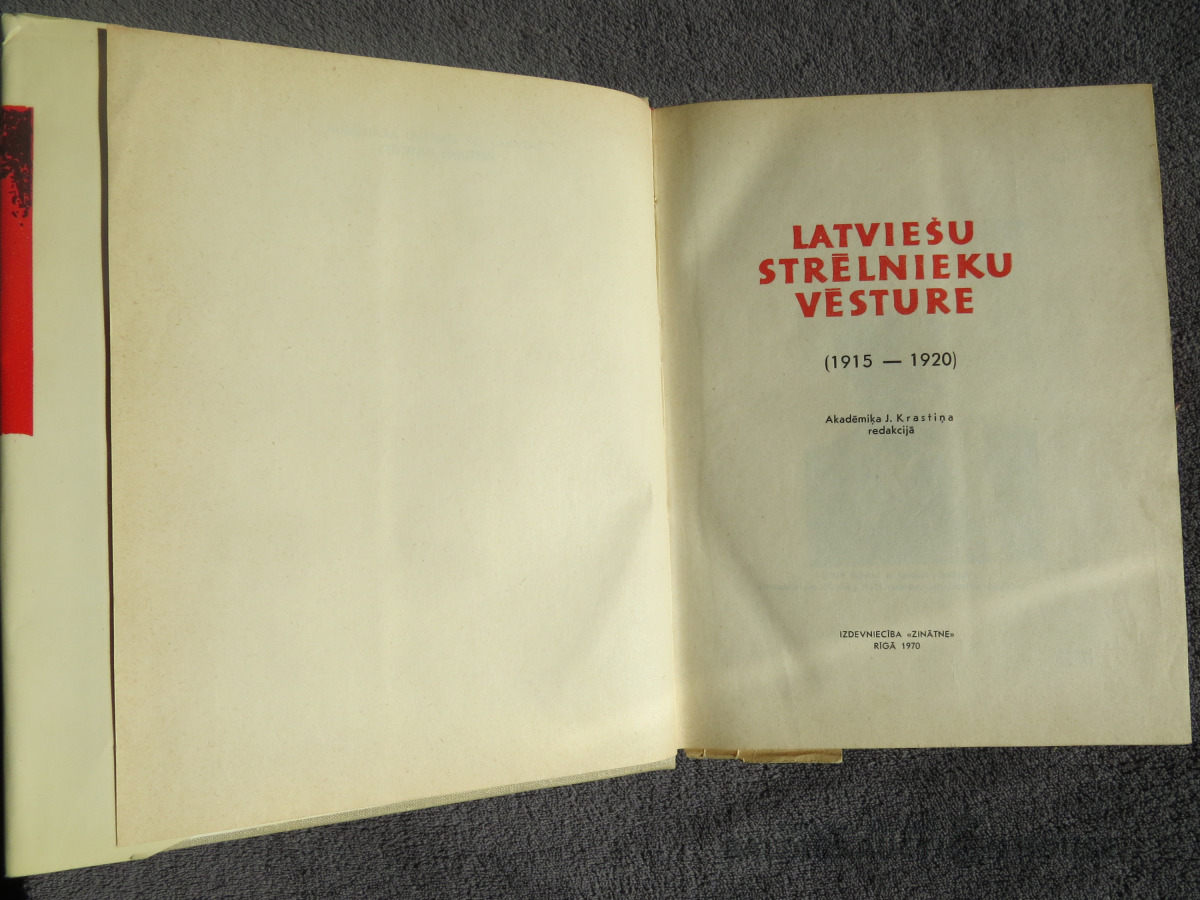 LATVIEŠU
STRĒLNIEKU
VĒSTURE
(1915 — 1920)
Akadēmiķa J. Krastiņa
redakcijā
IZDEVNIECĪBA «ZINĀTNE»
RĪGĀ 1970